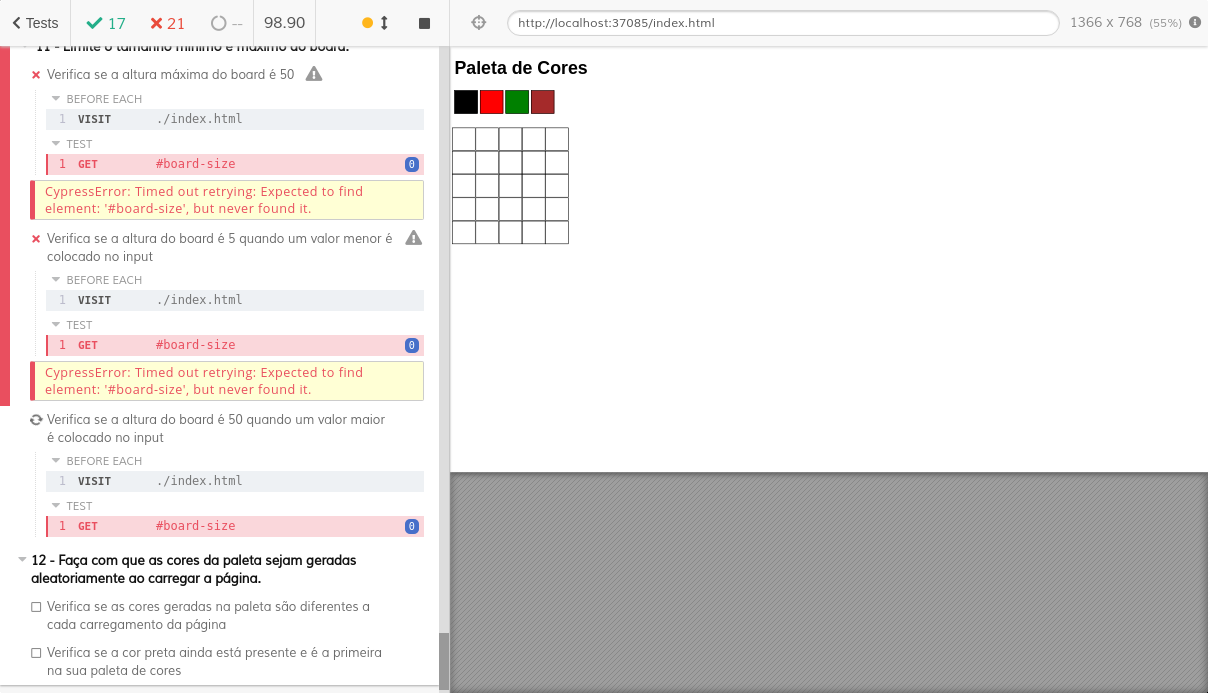 Tests 17 21 -- 98.90
http://localhost:37085/index.html 1366 x 768 (55%)
11 - Limite o tamanho mínimo e máximo do board.
Verifica se a altura máxima do board é 50
BEFORE EACH
1 VISIT ./index.html
TEST
1 GET #board-size 0
CypressError: Timed out retrying: Expected to find
element: '#board-size', but never found it.
Verifica se a altura do board é 5 quando um valor menor é
colocado no input
BEFORE EACH
1 VISIT ./index.html
TEST
1 GET #board-size 0
CypressError: Timed out retrying: Expected to find
element: '#board-size', but never found it.
Verifica se a altura do board é 50 quando um valor maior
é colocado no input
BEFORE EACH
1 VISIT ./index.html
TEST
1 GET #board-size 0
12 - Faça com que as cores da paleta sejam geradas
aleatoriamente ao carregar a página.
Verifica se as cores geradas na paleta são diferentes a
cada carregamento da página
Verifica se a cor preta ainda está presente e é a primeira
na sua paleta de cores
Paleta de Cores